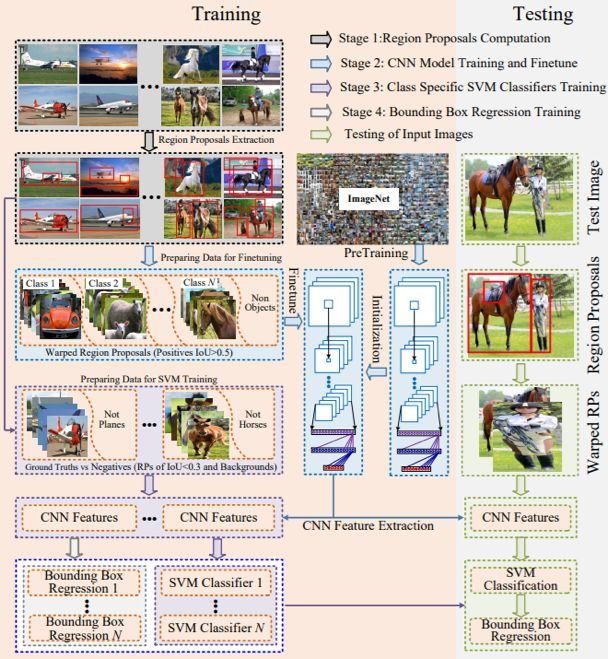 Training
Testing
Stage 1:Region Proposals Computation
Stage 2: CNN Model Training and Finetune
Stage 3: Class Specific SVM Classifiers Training
Stage 4: Bounding Box Regression Training
Testing of Input Images
Region Proposals Extraction
ImageNet
Test Image
Preparing Data for Finetuning
PreTraining
Class 1
Class 2
Class N
Non
Objects
Warped Region Proposals (Positives IoU>0.5)
Finetune
Initialization
Region Proposals
Preparing Data for SVM Training
Not
Planes
Not
Horses
Ground Truths vs Negatives (RPs of IoU<0.3 and Backgrounds)
Warped RPs
CNN Features
CNN Features
CNN Feature Extraction
CNN Features
Bounding Box
Regression 1
SVM Classifier 1
SVM
Classification
Bounding Box
Regression N
SVM Classifier N
Bounding Box
Regression